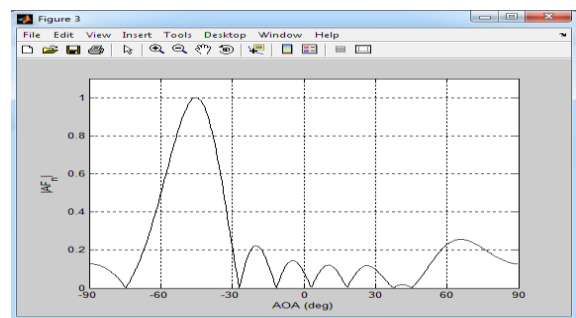 Figure 3
File Edit View Insert Tools Desktop Window Help
1
0.8
0.6
0.4
0.2
0
|AFn|
-90 -60 -30 0 30 60 90
AOA (deg)